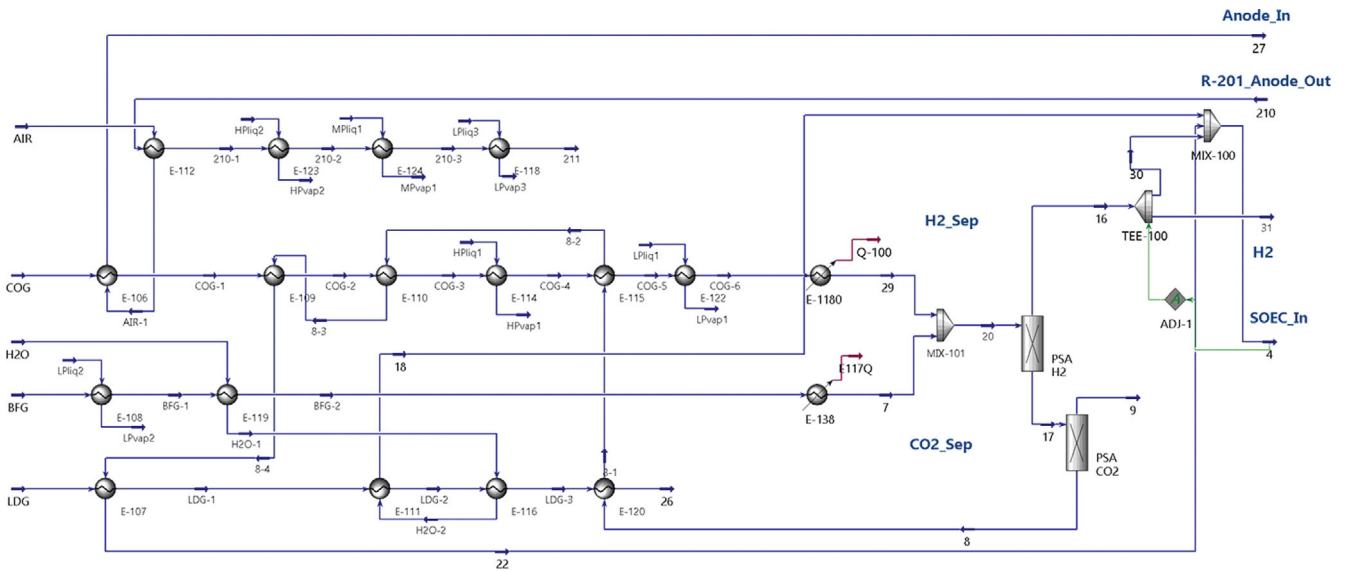 Anode_In
27
R-201_Anode_Out
210
AIR
HPliq2
MPliq1
LPliq3
MIX-100
E-112
210-1
E-123
210-2
E-124
210-3
E-118
211
HPvap2
MPvap1
LPvap3
30
16
TEE-100
31
H2_Sep
H2
8-2
HPliq1
LPliq1
Q-100
COG
E-106
COG-1
E-109
COG-2
E-110
COG-3
E-114
COG-4
E-115
COG-5
E-122
COG-6
E-1180
29
AIR-1
8-3
HPvap1
LPvap1
ADJ-1
A
SOEC_In
4
H2O
LPliq2
18
E117Q
MIX-101
20
PSA
H2
BFG
E-108
BFG-1
E-119
BFG-2
E-138
7
9
LPvap2
H2O-1
CO2_Sep
17
PSA
CO2
8-4
8-1
LDG
E-107
LDG-1
E-111
LDG-2
E-116
LDG-3
E-120
26
H2O-2
8
22